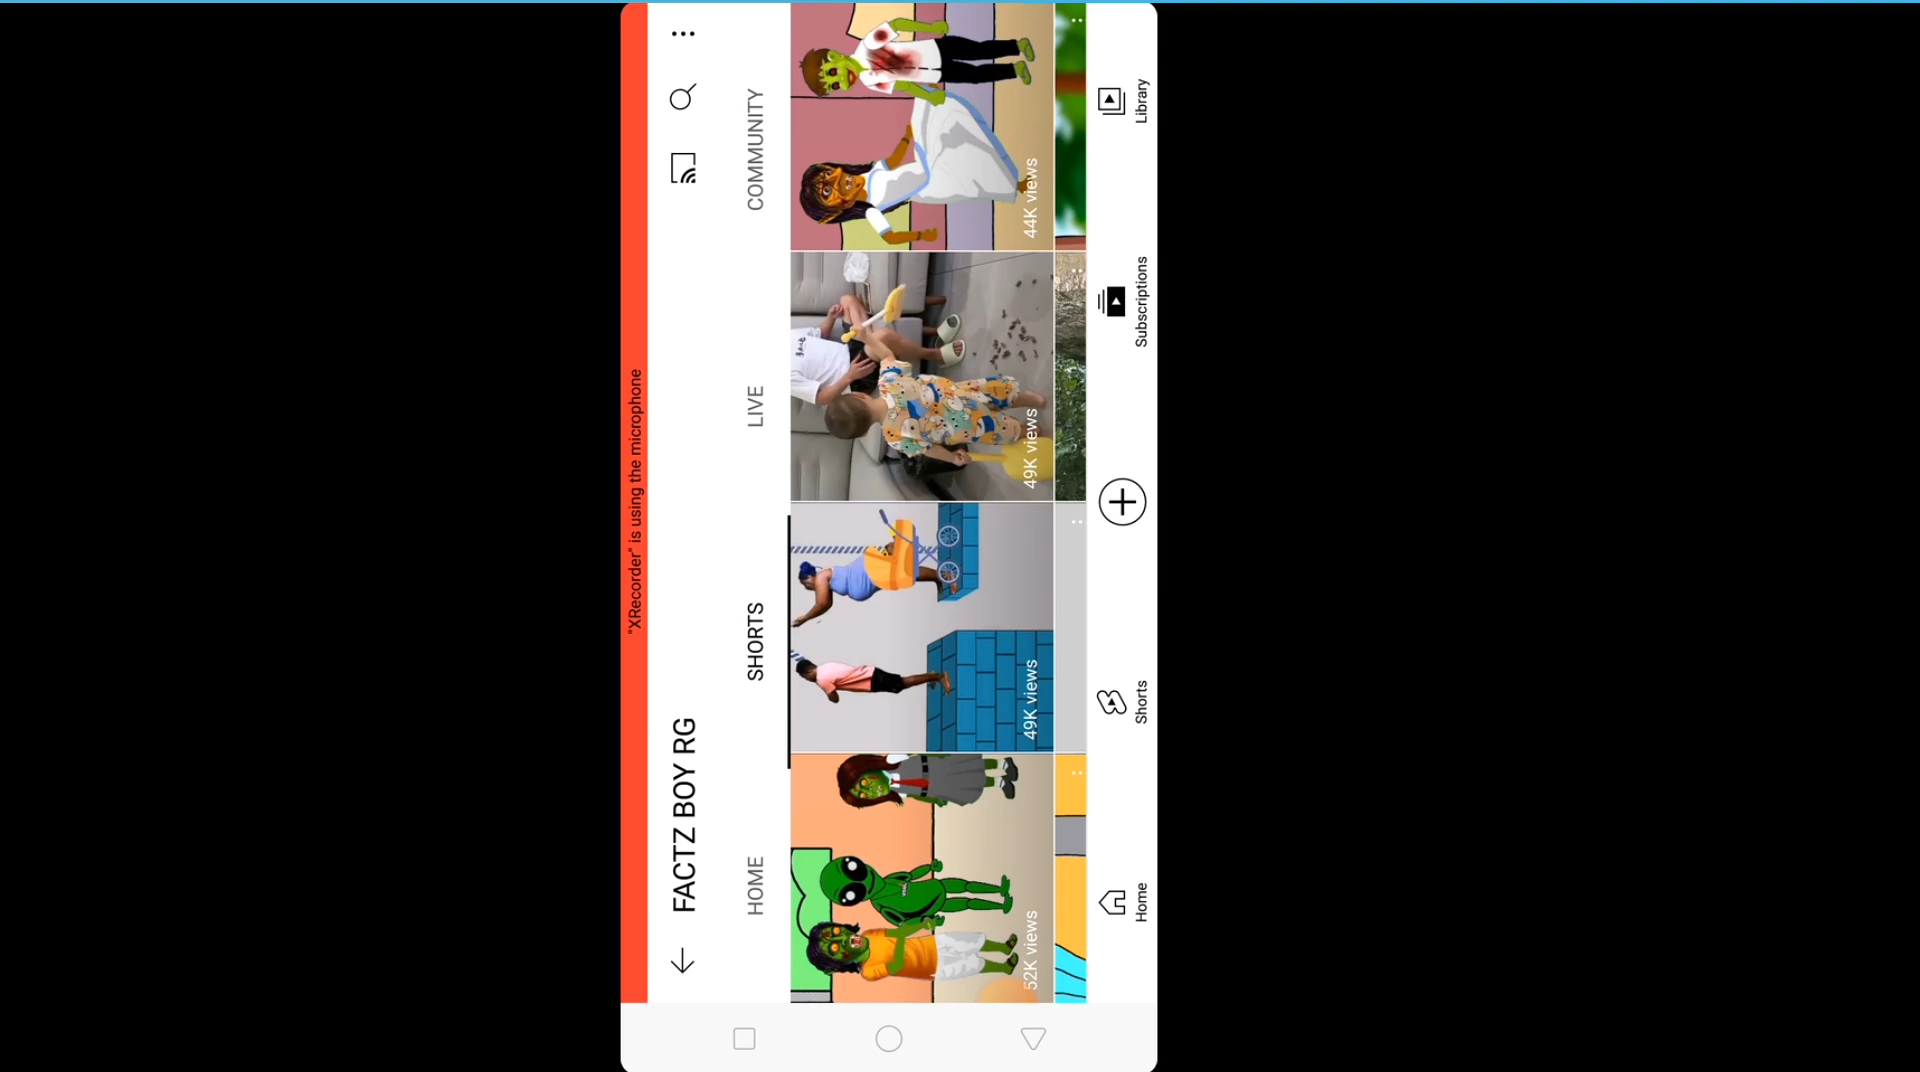 "XRecorder" is using the microphone
FACTZ BOY RG
HOME
SHORTS
LIVE
COMMUNITY
52K views
49K views
49K views
44K views
Home
Shorts
Subscriptions
Library